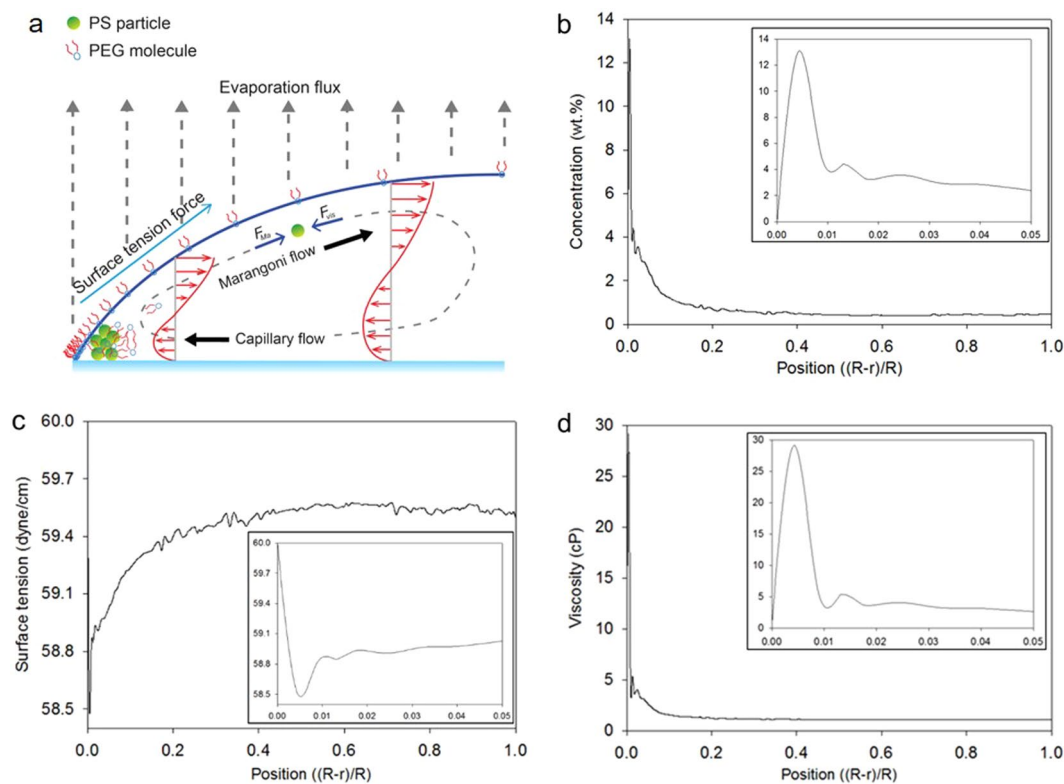 a
PS particle
PEG molecule
Evaporation flux
Surface tension force
F_Ma
F_vis
Marangoni flow
Capillary flow
b
Concentration (wt.%)
14
12
10
8
6
4
2
0
0.0 0.2 0.4 0.6 0.8 1.0
Position ((R-r)/R)
14
12
10
8
6
4
2
0
0.00 0.01 0.02 0.03 0.04 0.05
c
Surface tension (dyne/cm)
60.0
59.7
59.4
59.1
58.8
58.5
0.0 0.2 0.4 0.6 0.8 1.0
Position ((R-r)/R)
60.0
59.7
59.4
59.1
58.8
58.5
0.00 0.01 0.02 0.03 0.04 0.05
d
Viscosity (cP)
30
25
20
15
10
5
0
0.0 0.2 0.4 0.6 0.8 1.0
Position ((R-r)/R)
30
25
20
15
10
5
0
0.00 0.01 0.02 0.03 0.04 0.05